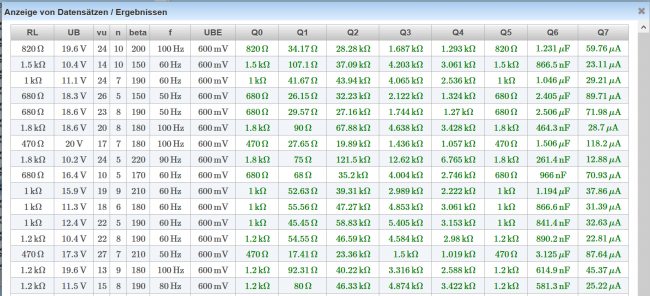 Anzeige von Datensätzen / Ergebnissen
RL UB vu n beta f UBE Q0 Q1 Q2 Q3 Q4 Q5 Q6 Q7
820 Ω 19.6 V 24 10 200 100 Hz 600 mV 820 Ω 34.17 Ω 28.28 kΩ 1.687 kΩ 1.293 kΩ 820 Ω 1.231 µF 59.76 µA
1.5 kΩ 10.4 V 14 10 150 60 Hz 600 mV 1.5 kΩ 107.1 Ω 37.09 kΩ 4.203 kΩ 3.061 kΩ 1.5 kΩ 866.5 nF 23.11 µA
1 kΩ 11.1 V 24 7 190 60 Hz 600 mV 1 kΩ 41.67 Ω 43.94 kΩ 4.065 kΩ 2.536 kΩ 1 kΩ 1.046 µF 29.21 µA
680 Ω 18.3 V 26 5 150 50 Hz 600 mV 680 Ω 26.15 Ω 32.23 kΩ 2.122 kΩ 1.324 kΩ 680 Ω 2.405 µF 89.71 µA
680 Ω 18.6 V 23 8 190 50 Hz 600 mV 680 Ω 29.57 Ω 27.16 kΩ 1.744 kΩ 1.27 kΩ 680 Ω 2.506 µF 71.98 µA
1.8 kΩ 18.6 V 20 8 180 100 Hz 600 mV 1.8 kΩ 90 Ω 67.88 kΩ 4.638 kΩ 3.428 kΩ 1.8 kΩ 464.3 nF 28.7 µA
470 Ω 20 V 17 7 180 100 Hz 600 mV 470 Ω 27.65 Ω 19.89 kΩ 1.436 kΩ 1.057 kΩ 470 Ω 1.506 µF 118.2 µA
1.8 kΩ 10.2 V 24 5 220 90 Hz 600 mV 1.8 kΩ 75 Ω 121.5 kΩ 12.62 kΩ 6.765 kΩ 1.8 kΩ 261.4 nF 12.88 µA
680 Ω 16.4 V 10 5 170 60 Hz 600 mV 680 Ω 68 Ω 35.2 kΩ 4.004 kΩ 2.746 kΩ 680 Ω 966 nF 70.93 µA
1 kΩ 15.9 V 19 9 210 60 Hz 600 mV 1 kΩ 52.63 Ω 39.31 kΩ 2.989 kΩ 2.222 kΩ 1 kΩ 1.194 µF 37.86 µA
1 kΩ 11.3 V 18 6 180 60 Hz 600 mV 1 kΩ 55.56 Ω 47.27 kΩ 4.853 kΩ 3.061 kΩ 1 kΩ 866.6 nF 31.39 µA
1 kΩ 12.4 V 22 5 190 60 Hz 600 mV 1 kΩ 45.45 Ω 58.83 kΩ 5.405 kΩ 3.153 kΩ 1 kΩ 841.4 nF 32.63 µA
1.2 kΩ 10.4 V 22 8 190 60 Hz 600 mV 1.2 kΩ 54.55 Ω 46.59 kΩ 4.584 kΩ 2.98 kΩ 1.2 kΩ 890.2 nF 22.81 µA
470 Ω 17.3 V 27 7 210 50 Hz 600 mV 470 Ω 17.41 Ω 23.36 kΩ 1.5 kΩ 1.019 kΩ 470 Ω 3.125 µF 87.64 µA
1.2 kΩ 19.6 V 13 9 180 100 Hz 600 mV 1.2 kΩ 92.31 Ω 40.22 kΩ 3.316 kΩ 2.588 kΩ 1.2 kΩ 614.9 nF 45.37 µA
1.2 kΩ 11.5 V 15 8 190 80 Hz 600 mV 1.2 kΩ 80 Ω 46.33 kΩ 4.874 kΩ 3.422 kΩ 1.2 kΩ 581.3 nF 25.22 µA